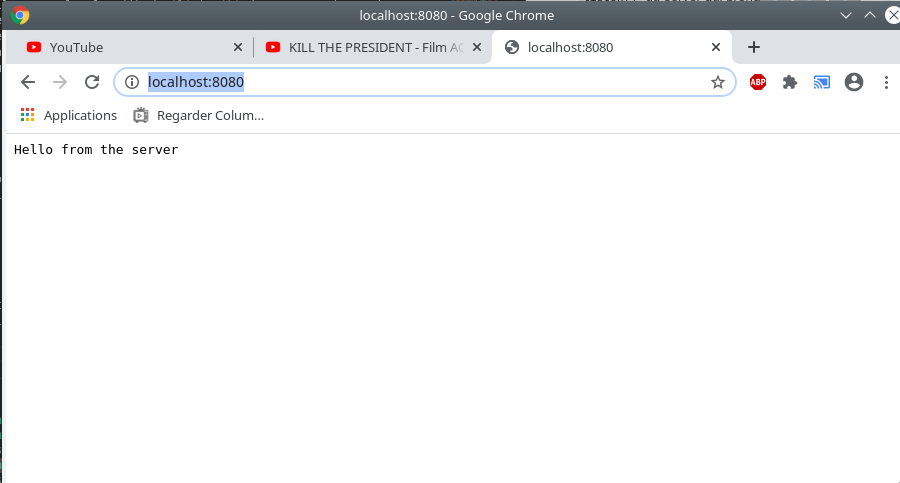 localhost:8080 - Google Chrome
YouTube
KILL THE PRESIDENT - Film AC
localhost:8080
localhost:8080
ABP
Applications
Regarder Colum...
Hello from the server